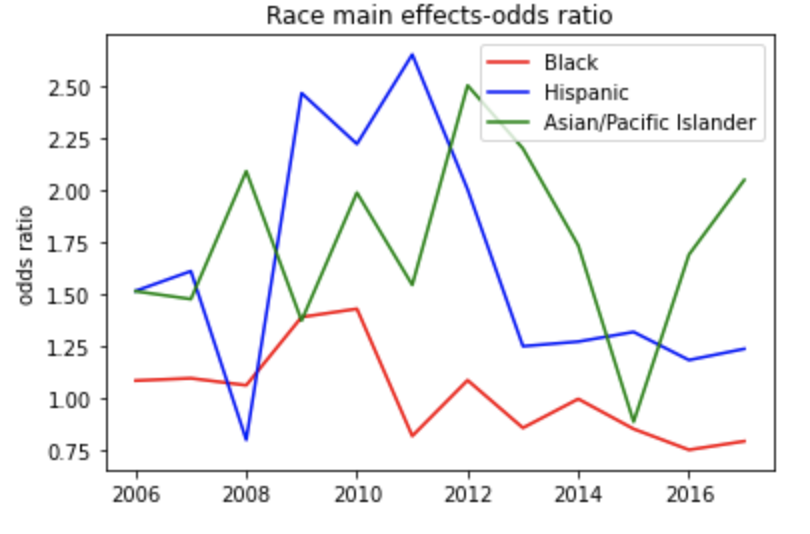 Race main effects-odds ratio
Black
Hispanic
Asian/Pacific Islander
odds ratio
2.50
2.25
2.00
1.75
1.50
1.25
1.00
0.75
2006 2008 2010 2012 2014 2016